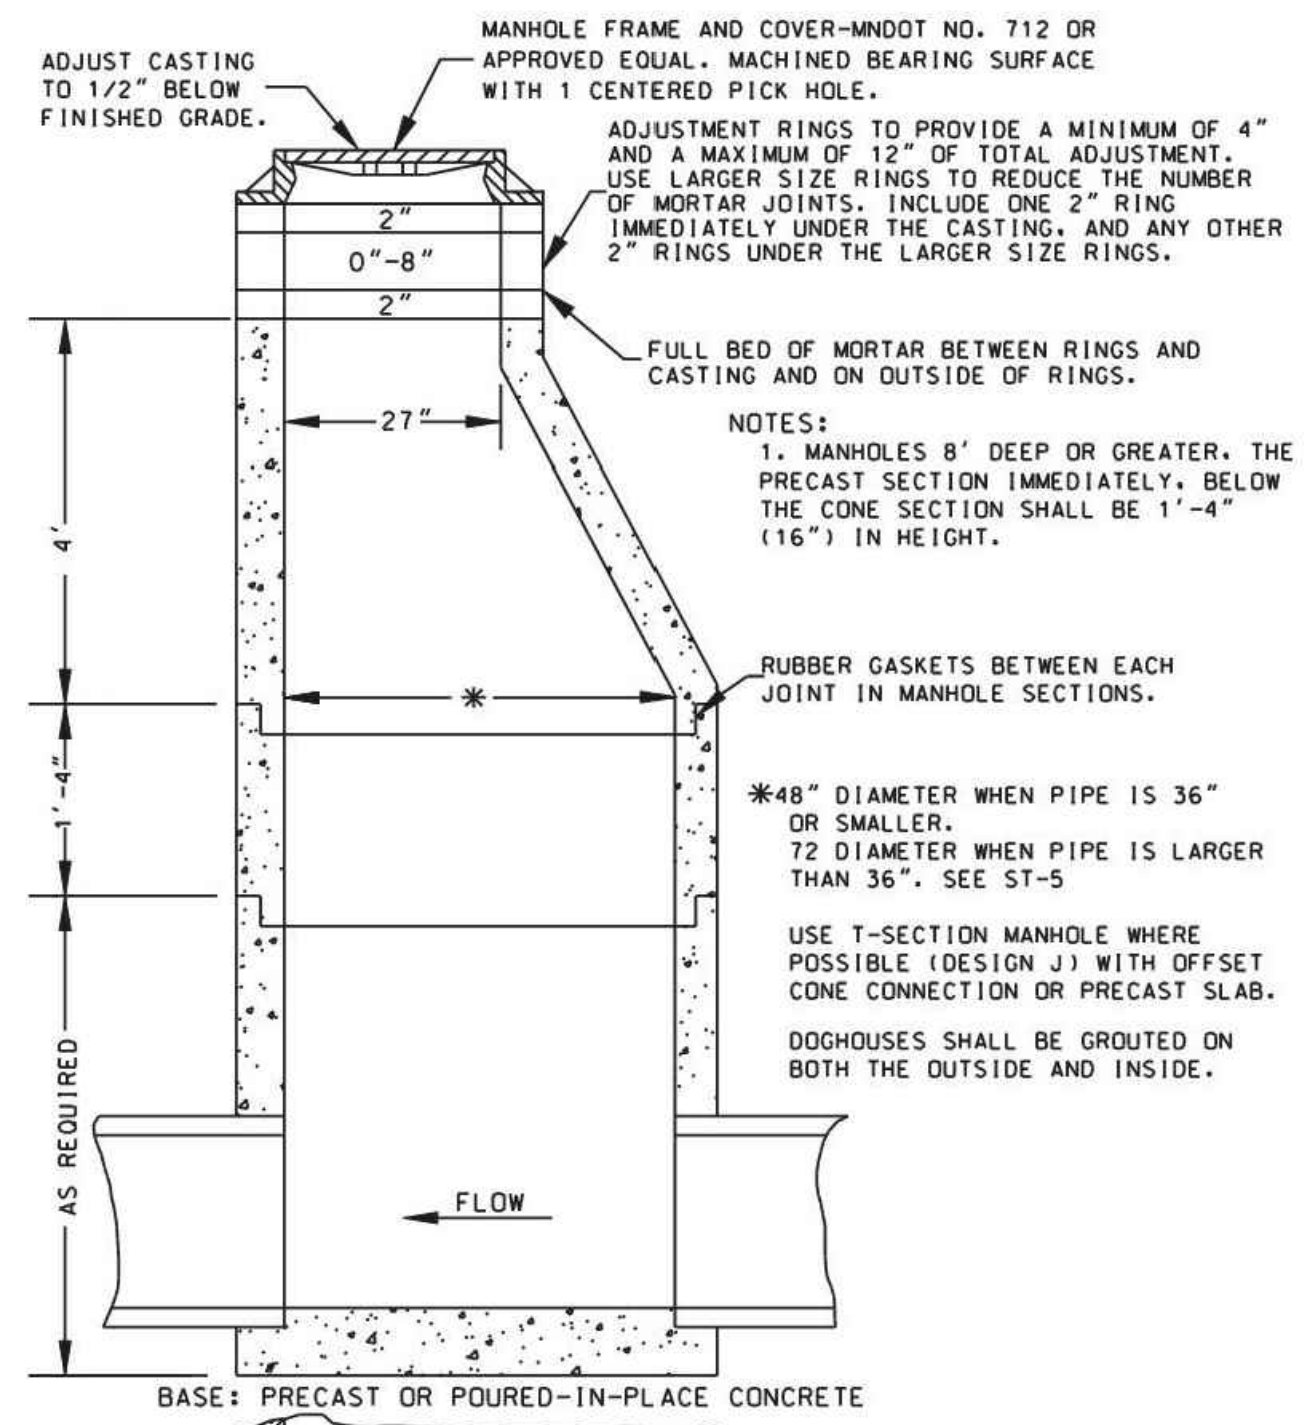 MANHOLE FRAME AND COVER-MNDOT NO. 712 OR
APPROVED EQUAL. MACHINED BEARING SURFACE
WITH 1 CENTERED PICK HOLE.
ADJUST CASTING
TO 1/2" BELOW
FINISHED GRADE.
ADJUSTMENT RINGS TO PROVIDE A MINIMUM OF 4"
AND A MAXIMUM OF 12" OF TOTAL ADJUSTMENT.
USE LARGER SIZE RINGS TO REDUCE THE NUMBER
OF MORTAR JOINTS. INCLUDE ONE 2" RING
IMMEDIATELY UNDER THE CASTING. AND ANY OTHER
2" RINGS UNDER THE LARGER SIZE RINGS.
2"
0"-8"
2"
FULL BED OF MORTAR BETWEEN RINGS AND
CASTING AND ON OUTSIDE OF RINGS.
27"
NOTES:
1. MANHOLES 8' DEEP OR GREATER. THE
PRECAST SECTION IMMEDIATELY. BELOW
THE CONE SECTION SHALL BE 1'-4"
(16") IN HEIGHT.
4'
RUBBER GASKETS BETWEEN EACH
JOINT IN MANHOLE SECTIONS.
*
1'-4"
*48" DIAMETER WHEN PIPE IS 36"
OR SMALLER.
72 DIAMETER WHEN PIPE IS LARGER
THAN 36". SEE ST-5
USE T-SECTION MANHOLE WHERE
POSSIBLE (DESIGN J) WITH OFFSET
CONE CONNECTION OR PRECAST SLAB.
DOGHOUSES SHALL BE GROUTED ON
BOTH THE OUTSIDE AND INSIDE.
AS REQUIRED
FLOW
BASE: PRECAST OR POURED-IN-PLACE CONCRETE